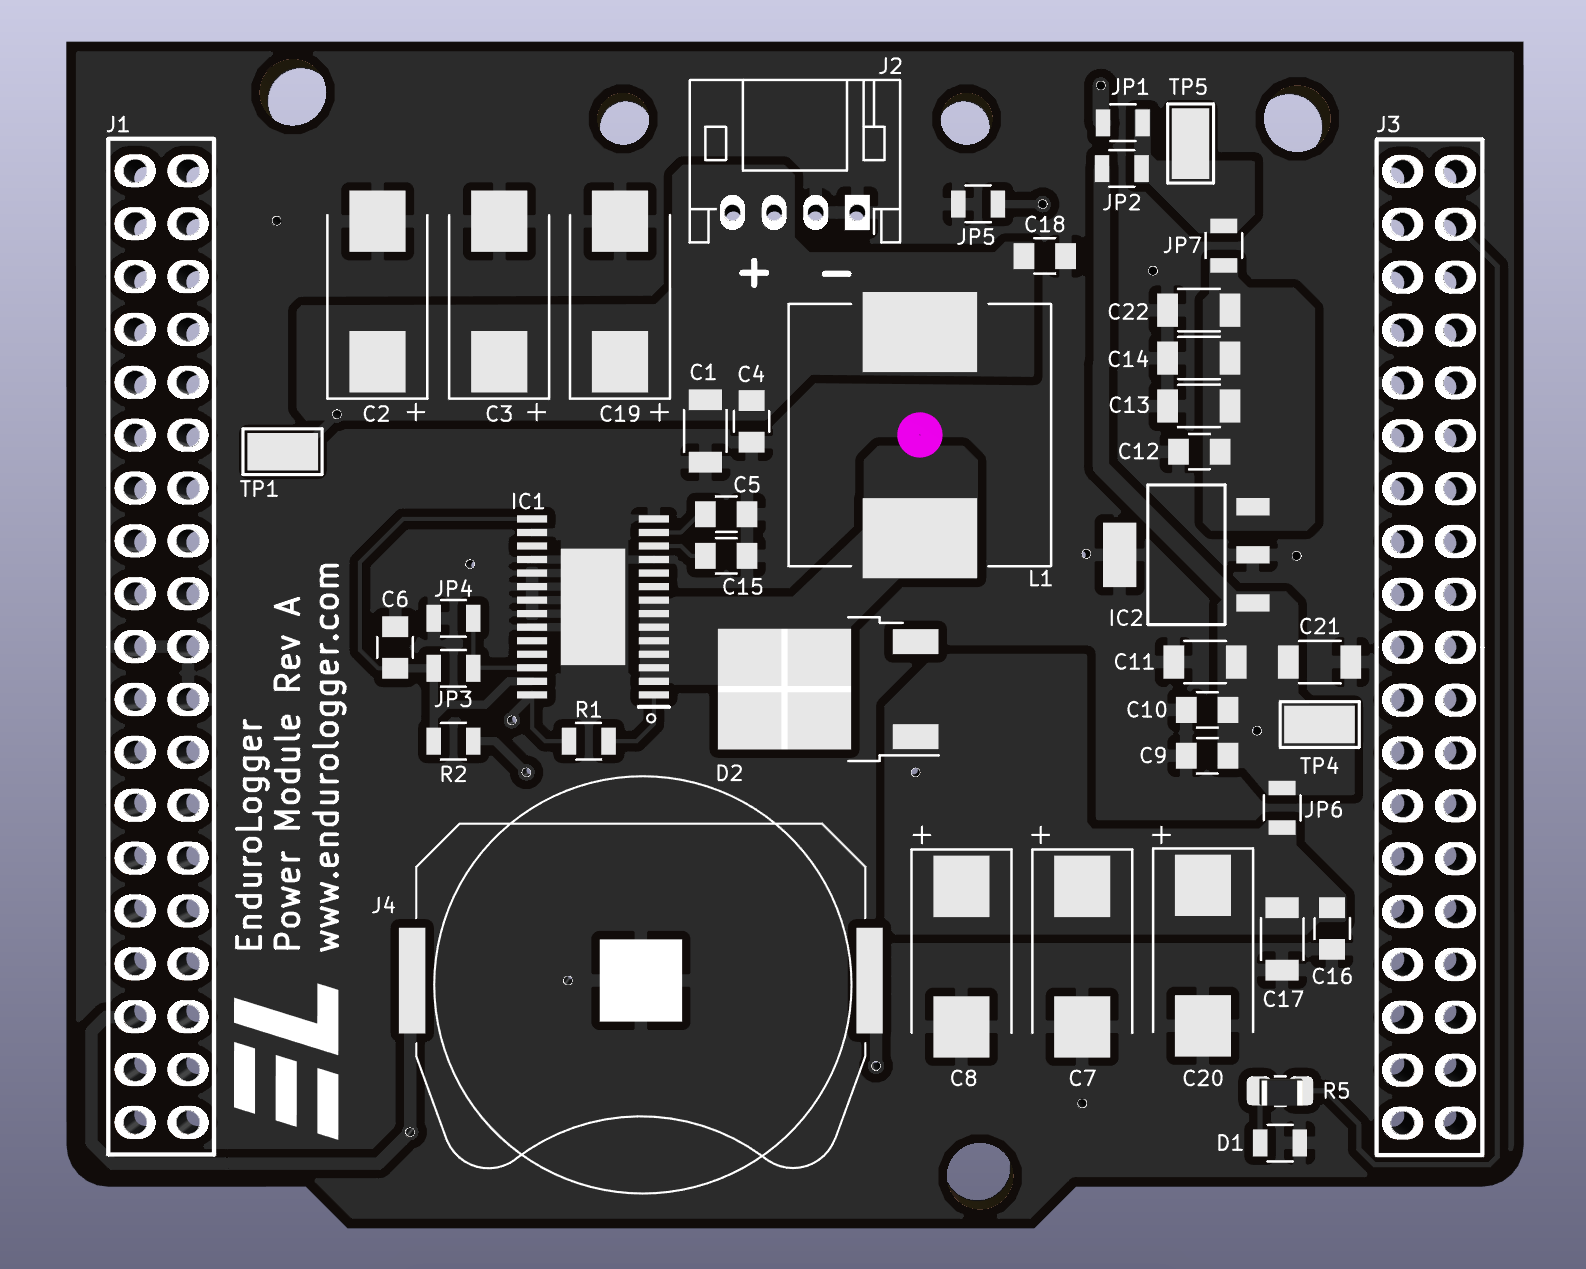 J2
JP1 TP5
J1
J3
JP2
JP5 C18
JP7
+ −
C22
C14
C1 C4
C2 + C3 + C19 +
C13
C12
TP1
IC1
C5
C15
L1
JP4
C6
IC2
C21
C11
JP3
R1
C10
R2
D2
C9
TP4
JP6
+ + +
J4
C16
C17
C8 C7 C20
R5
D1
EnduroLogger
Power Module Rev A
www.endurologger.com
EL